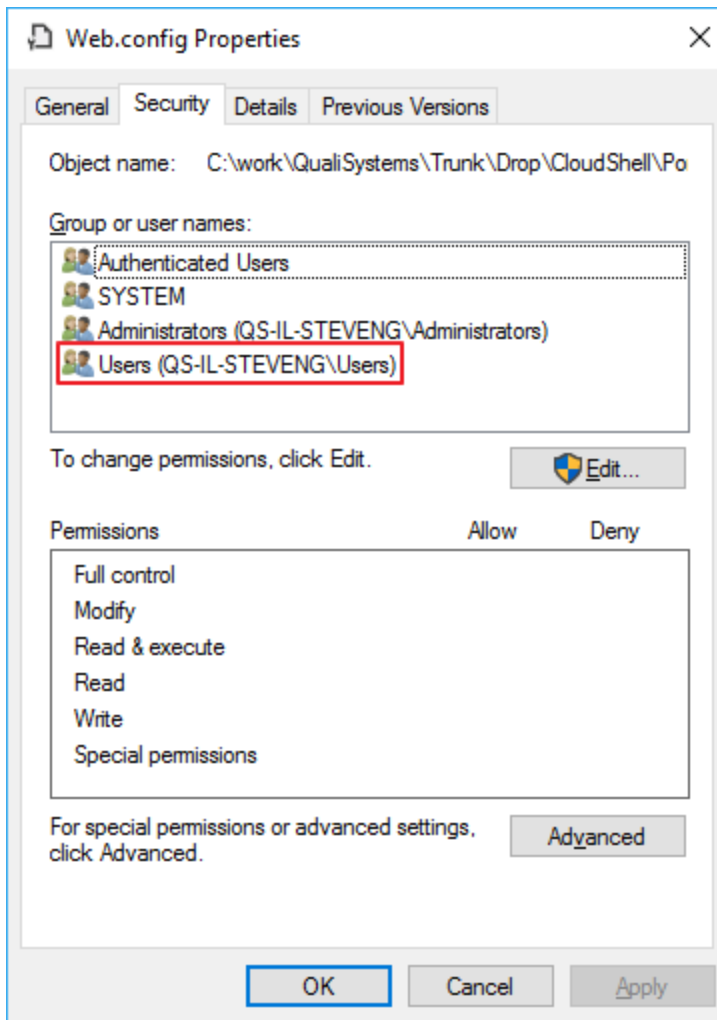 Web.config Properties
General Security Details Previous Versions
Object name: C:\work\QualiSystems\Trunk\Drop\CloudShell\Po
Group or user names:
Authenticated Users
SYSTEM
Administrators (QS-IL-STEVENG\Administrators)
Users (QS-IL-STEVENG\Users)
To change permissions, click Edit.
Edit...
Permissions Allow Deny
Full control
Modify
Read & execute
Read
Write
Special permissions
For special permissions or advanced settings,
click Advanced.
Advanced
OK Cancel Apply